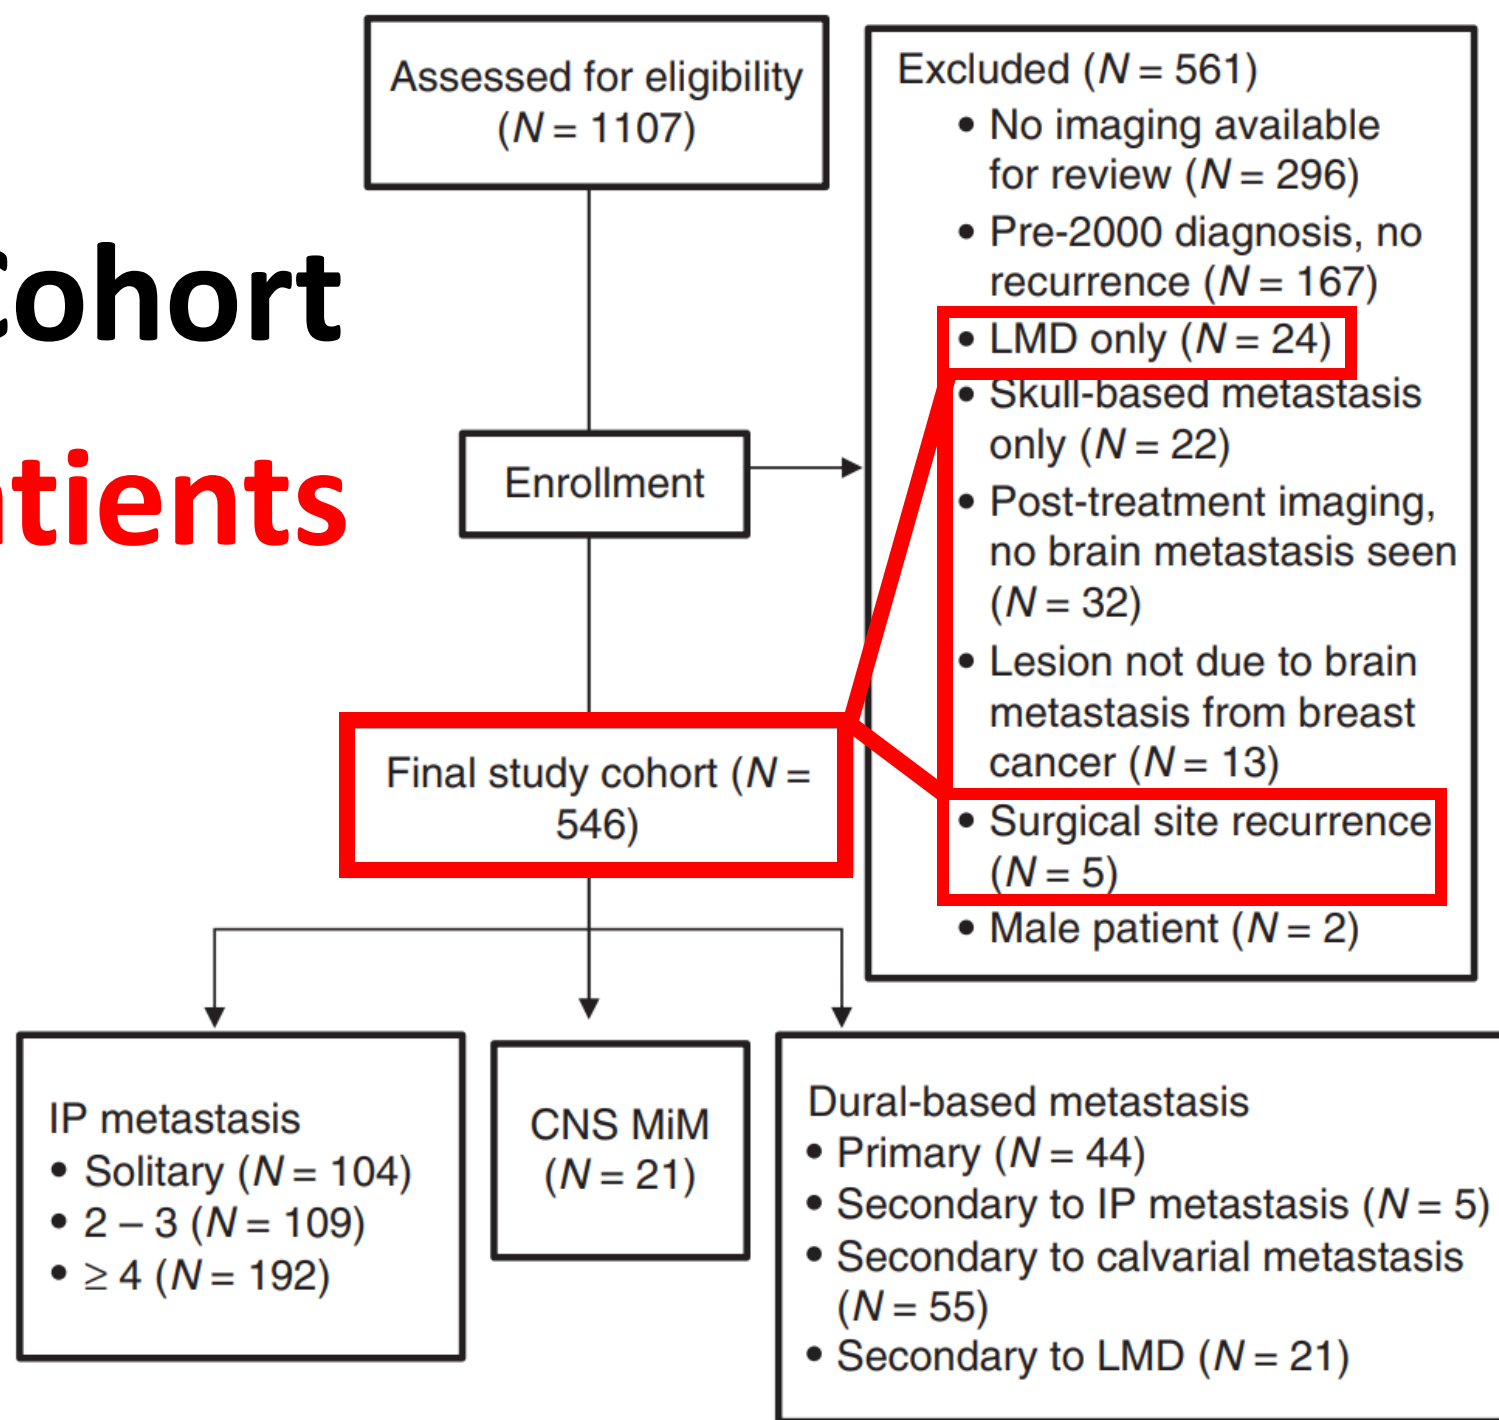 Assessed for eligibility
(N = 1107)
Excluded (N = 561)
• No imaging available
for review (N = 296)
• Pre-2000 diagnosis, no
recurrence (N = 167)
• LMD only (N = 24)
• Skull-based metastasis
only (N = 22)
• Post-treatment imaging,
no brain metastasis seen
(N = 32)
• Lesion not due to brain
metastasis from breast
cancer (N = 13)
• Surgical site recurrence
(N = 5)
• Male patient (N = 2)
Cohort
tients
Enrollment
Final study cohort (N =
546)
IP metastasis
• Solitary (N = 104)
• 2 – 3 (N = 109)
• ≥ 4 (N = 192)
CNS MiM
(N = 21)
Dural-based metastasis
• Primary (N = 44)
• Secondary to IP metastasis (N = 5)
• Secondary to calvarial metastasis
(N = 55)
• Secondary to LMD (N = 21)